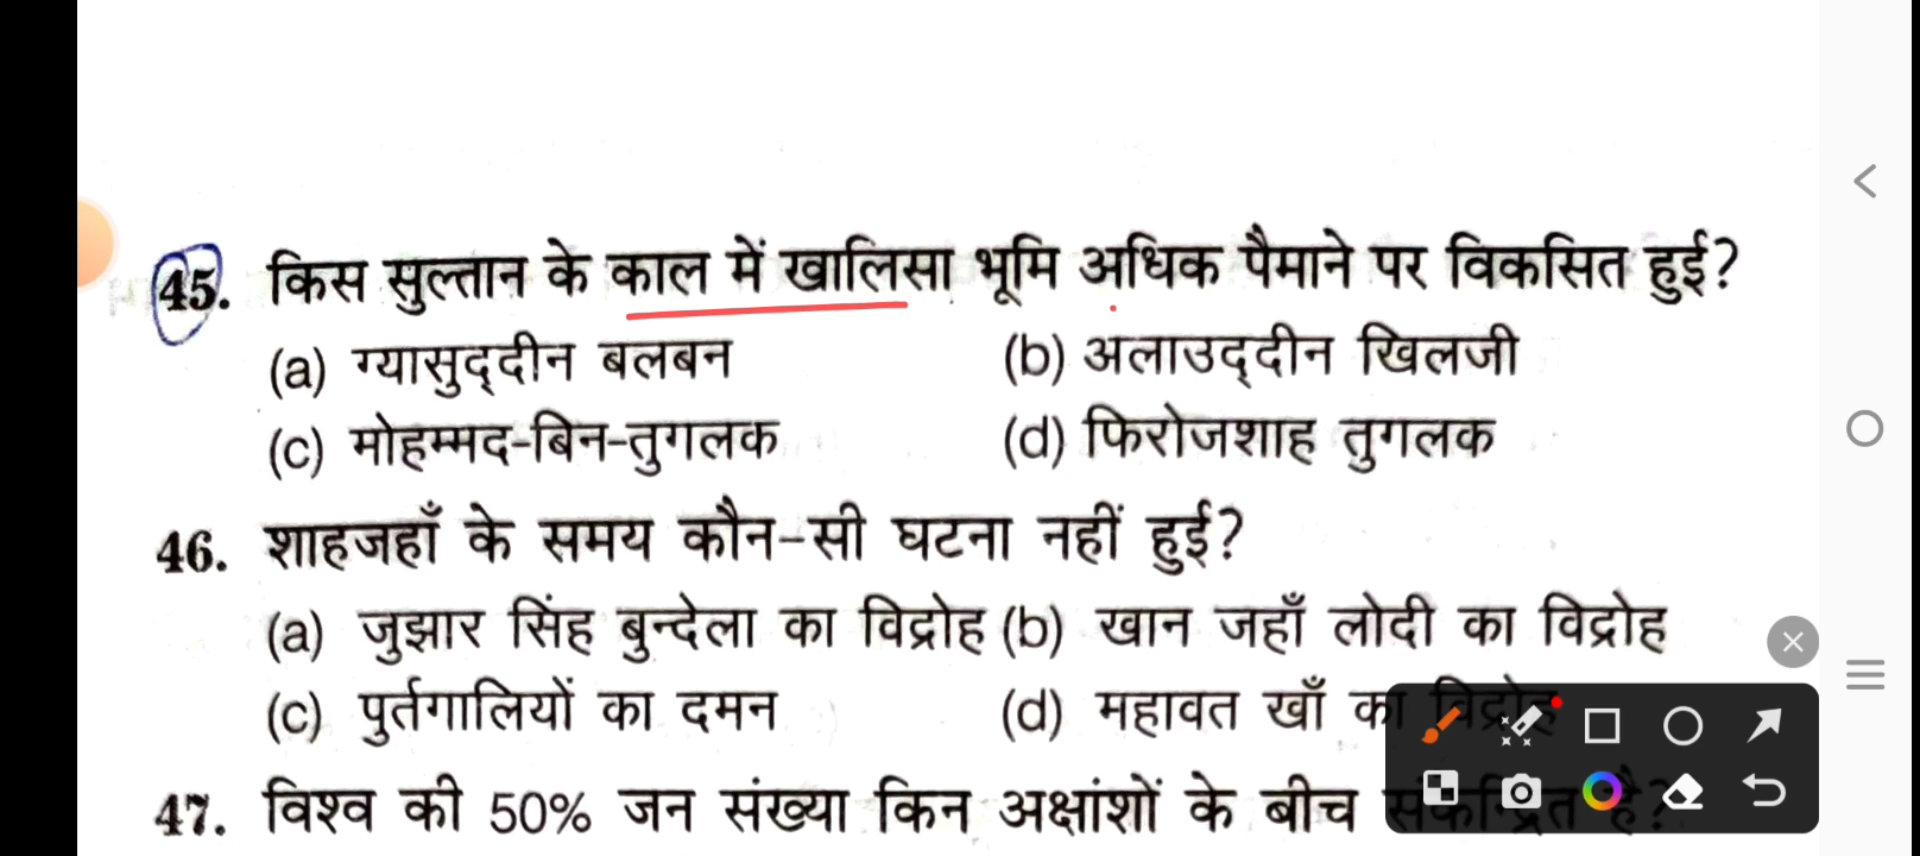 45. किस सुल्तान के काल में खालिसा भूमि अधिक पैमाने पर विकसित हुई?
(a) ग्यासुद्दीन बलबन (b) अलाउद्दीन खिलजी
(c) मोहम्मद-बिन-तुगलक (d) फिरोजशाह तुगलक
46. शाहजहाँ के समय कौन-सी घटना नहीं हुई?
(a) जुझार सिंह बुन्देला का विद्रोह (b) खान जहाँ लोदी का विद्रोह
(c) पुर्तगालियों का दमन (d) महावत खाँ का विद्रोह
47. विश्व की 50% जन संख्या किन अक्षांशों के बीच संकेन्द्रित है?